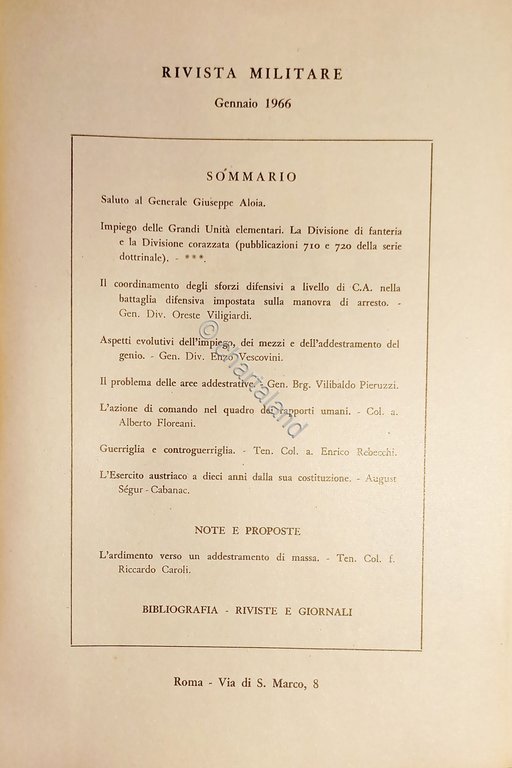 RIVISTA MILITARE
Gennaio 1966
SOMMARIO
Saluto al Generale Giuseppe Aloia.
Impiego delle Grandi Unità elementari. La Divisione di fanteria
e la Divisione corazzata (pubblicazioni 710 e 720 della serie
dottrinale). - ***.
Il coordinamento degli sforzi difensivi a livello di C.A. nella
battaglia difensiva impostata sulla manovra di arresto. -
Gen. Div. Oreste Viligiardi.
Aspetti evolutivi dell'impiego, dei mezzi e dell'addestramento del
genio. - Gen. Div. Enzo Vescovini.
Il problema delle aree addestrative. - Gen. Brg. Vilibaldo Pieruzzi.
L'azione di comando nel quadro dei rapporti umani. - Col. a.
Alberto Floreani.
Guerriglia e controguerriglia. - Ten. Col. a. Enrico Rebecchi.
L'Esercito austriaco a dieci anni dalla sua costituzione. - August
Ségur - Cabanac.
NOTE E PROPOSTE
L'ardimento verso un addestramento di massa. - Ten. Col. f.
Riccardo Caroli.
BIBLIOGRAFIA - RIVISTE E GIORNALI
Roma - Via di S. Marco, 8
© Chartaland